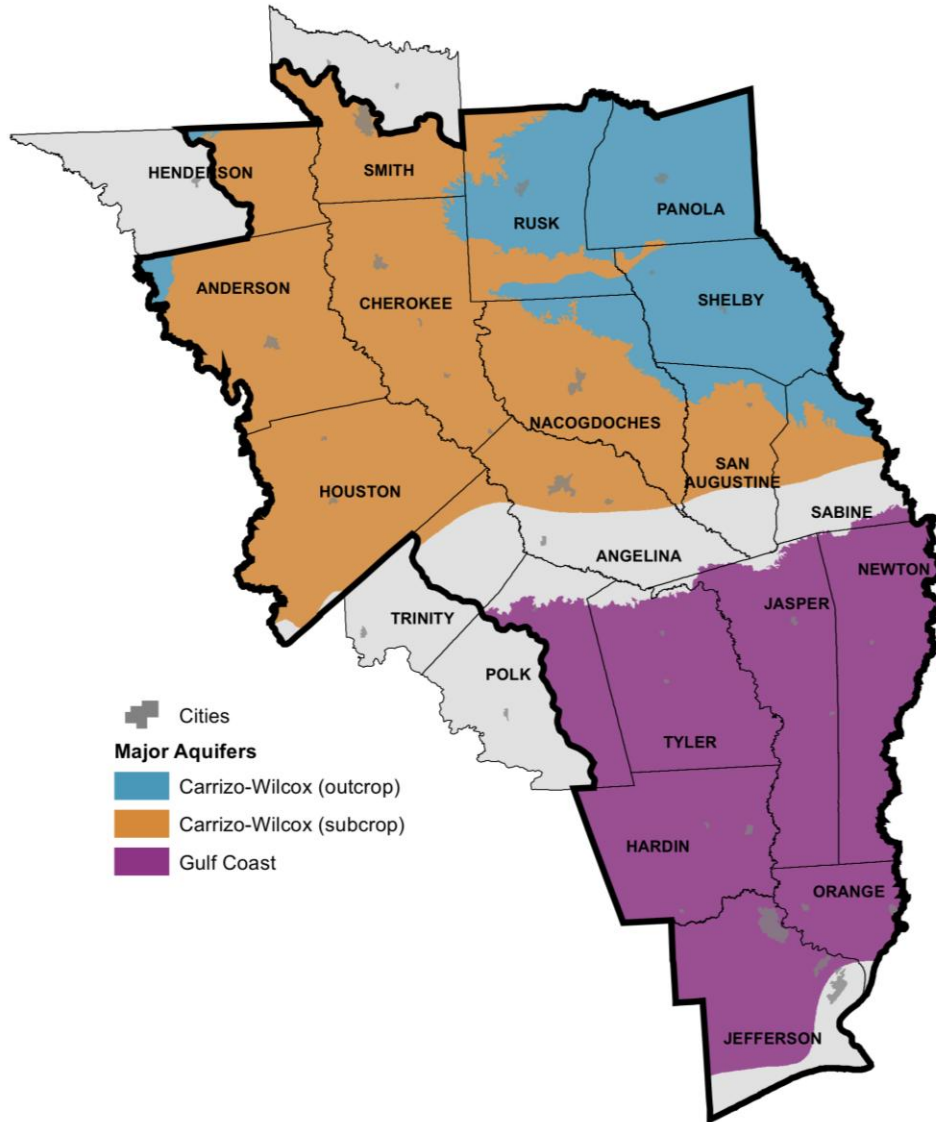 HENDERSON
SMITH
RUSK
PANOLA
ANDERSON
CHEROKEE
SHELBY
NACOGDOCHES
HOUSTON
SAN
AUGUSTINE
SABINE
ANGELINA
NEWTON
TRINITY
JASPER
POLK
TYLER
HARDIN
ORANGE
JEFFERSON
Cities
Major Aquifers
Carrizo-Wilcox (outcrop)
Carrizo-Wilcox (subcrop)
Gulf Coast